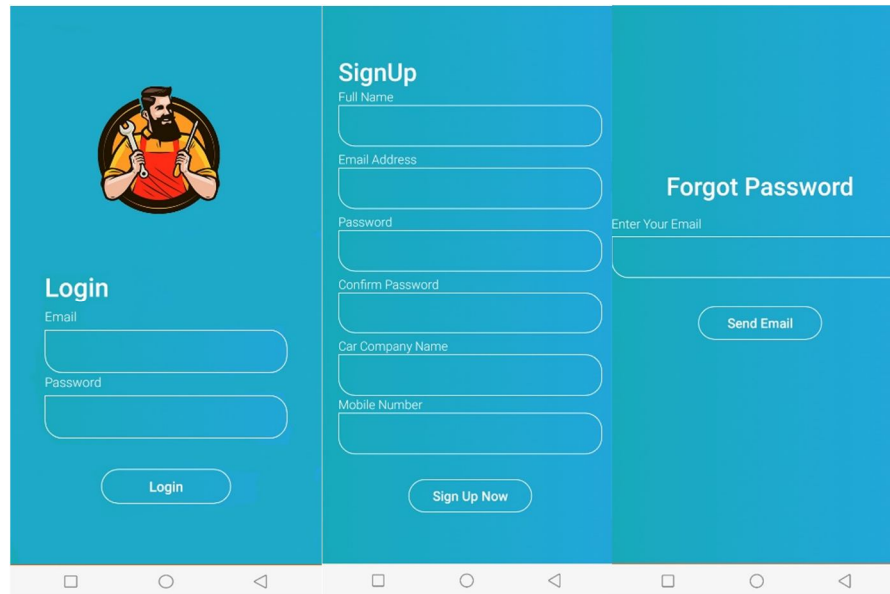 Login
Email
Password
Login
SignUp
Full Name
Email Address
Password
Confirm Password
Car Company Name
Mobile Number
Sign Up Now
Forgot Password
Enter Your Email
Send Email